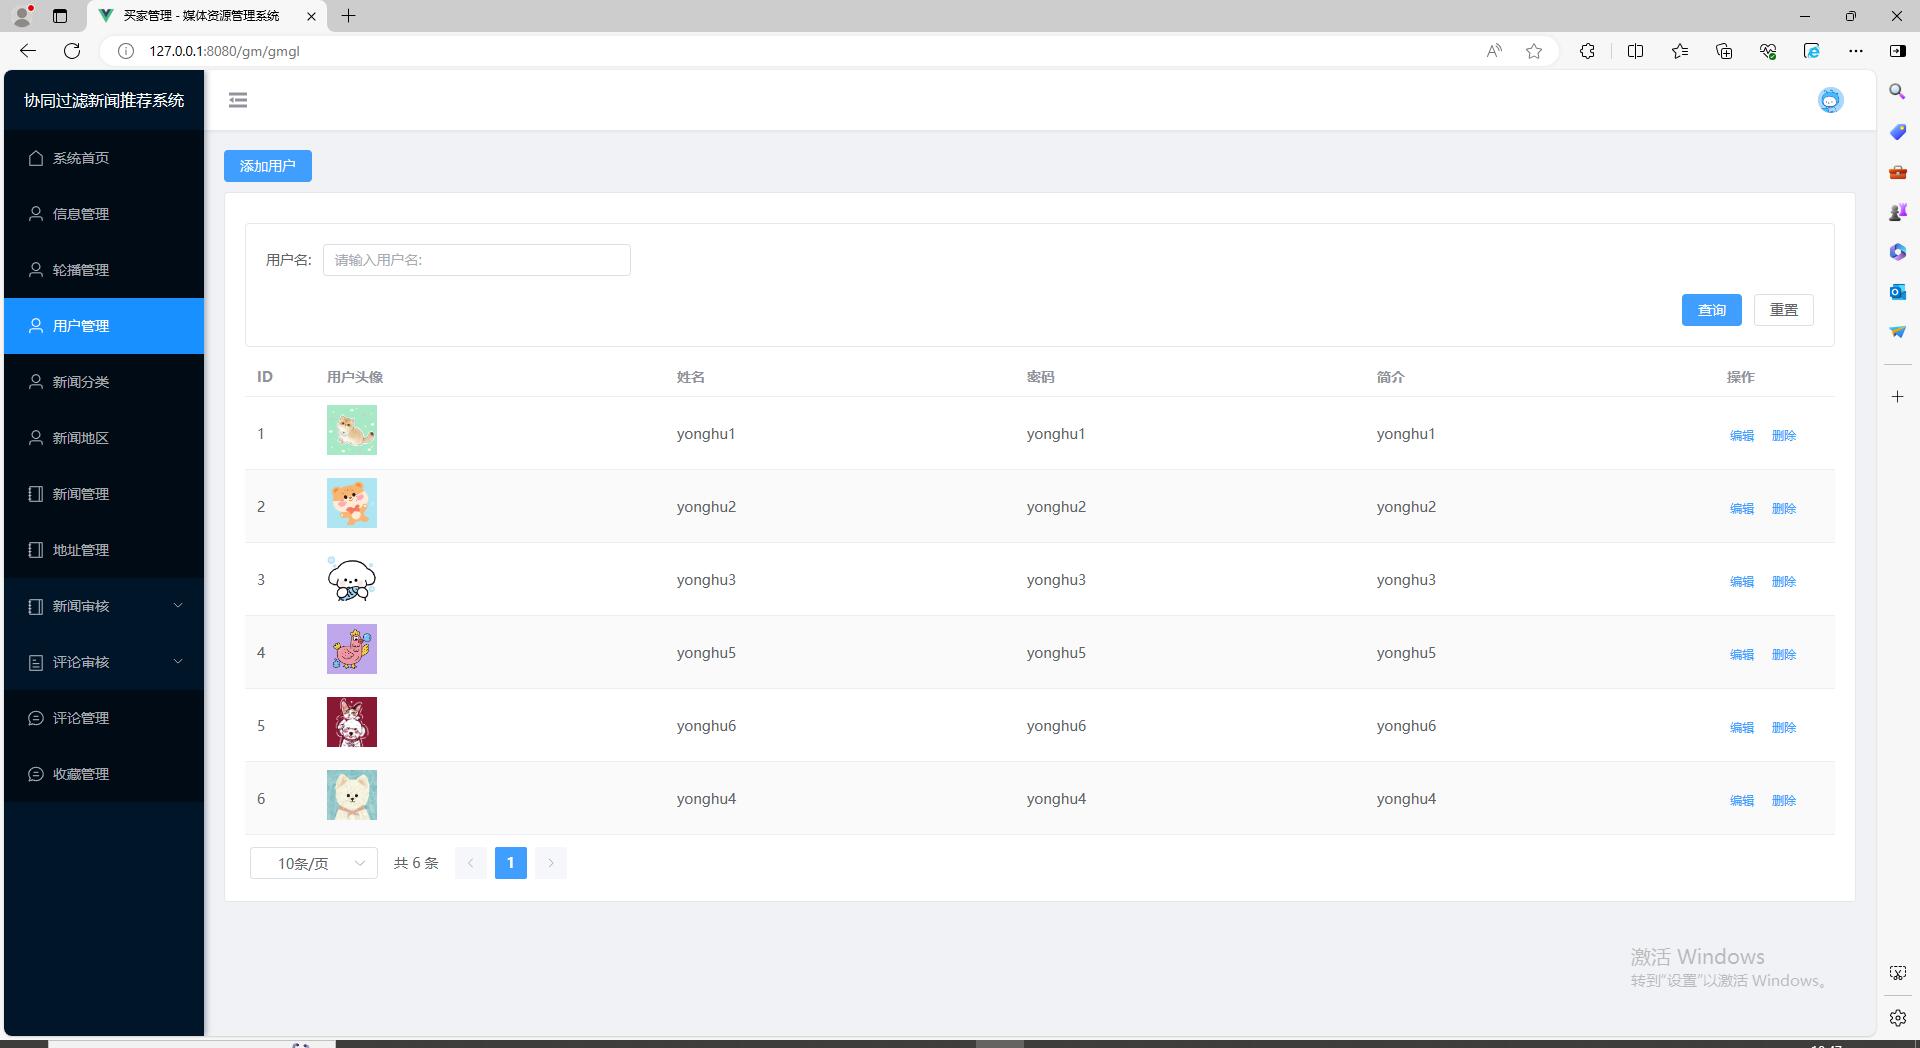 买家管理 - 媒体资源管理系统
127.0.0.1:8080/gm/gmgl
协同过滤新闻推荐系统
系统首页
信息管理
轮播管理
用户管理
新闻分类
新闻地区
新闻管理
地址管理
新闻审核
评论审核
评论管理
收藏管理
添加用户
用户名: 请输入用户名:
查询 重置
ID 用户头像 姓名 密码 简介 操作
1 yonghu1 yonghu1 yonghu1 编辑 删除
2 yonghu2 yonghu2 yonghu2 编辑 删除
3 yonghu3 yonghu3 yonghu3 编辑 删除
4 yonghu5 yonghu5 yonghu5 编辑 删除
5 yonghu6 yonghu6 yonghu6 编辑 删除
6 yonghu4 yonghu4 yonghu4 编辑 删除
10条/页 共 6 条 1
激活 Windows
转到“设置”以激活 Windows。